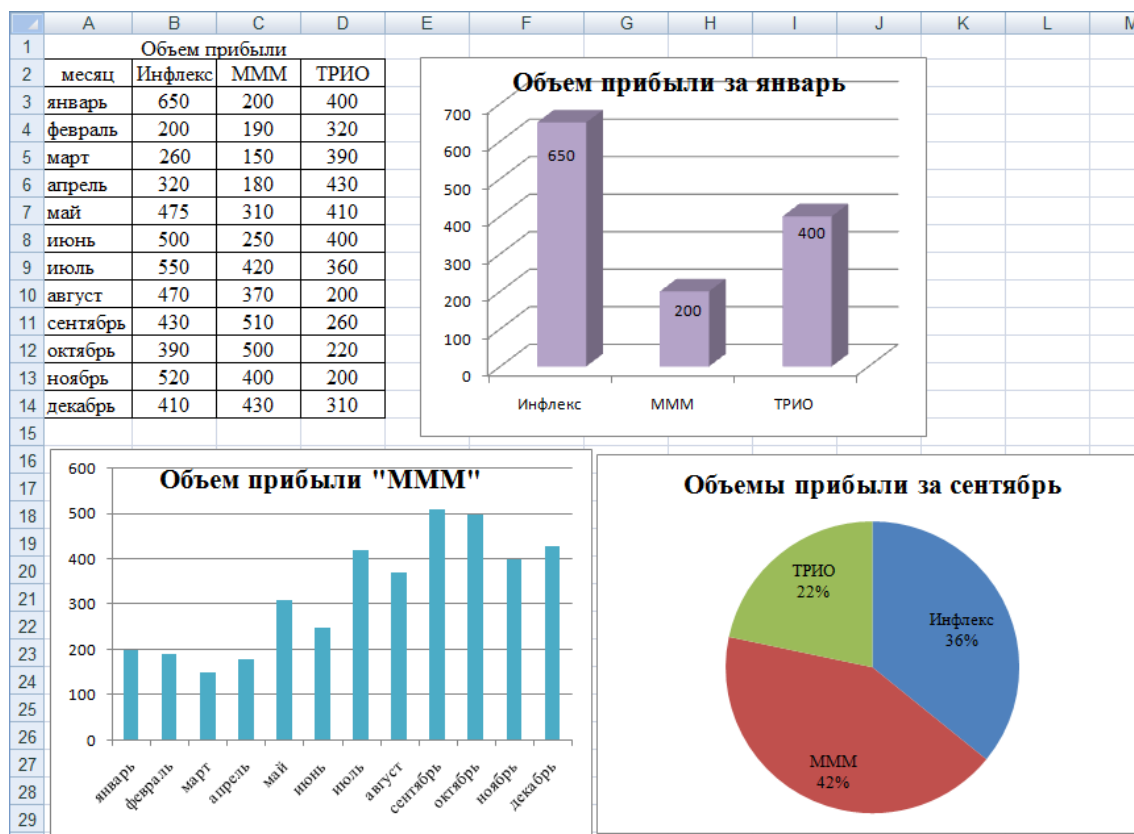 A B C D E F G H I J K L M
1 Объем прибыли
2 месяц Инфлекс МММ ТРИО
3 январь 650 200 400
4 февраль 200 190 320
5 март 260 150 390
6 апрель 320 180 430
7 май 475 310 410
8 июнь 500 250 400
9 июль 550 420 360
10 август 470 370 200
11 сентябрь 430 510 260
12 октябрь 390 500 220
13 ноябрь 520 400 200
14 декабрь 410 430 310
15
16
17
18
19
20
21
22
23
24
25
26
27
28
29
Объем прибыли за январь
700
600
500
400
300
200
100
0
650
200
400
Инфлекс МММ ТРИО
Объем прибыли "МММ"
600
500
400
300
200
100
0
январь февраль март апрель май июнь июль август сентябрь октябрь ноябрь декабрь
Объемы прибыли за сентябрь
ТРИО
22%
Инфлекс
36%
МММ
42%